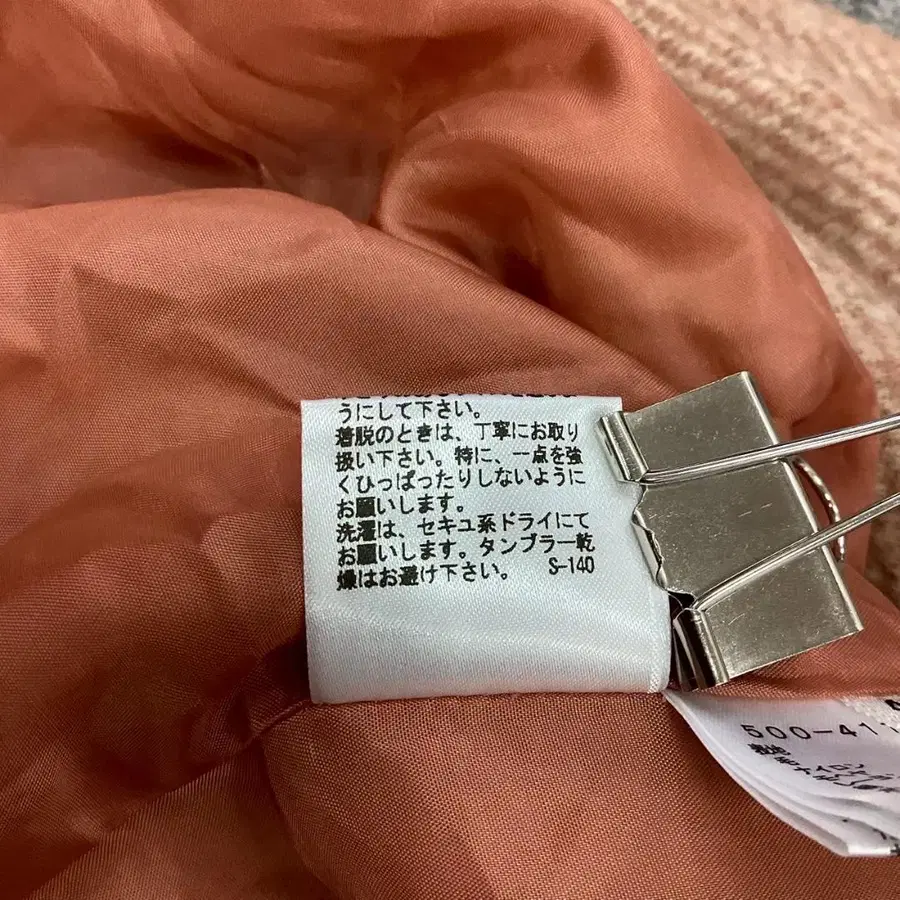 うにして下さい。
着脱のときは、丁寧にお取り
扱い下さい。特に、一点を強
くひっぱったりしないように
お願いします。
洗濯は、セキユ系ドライにて
お願いします。タンブラー乾
燥はお避け下さい。 S-140
500-41